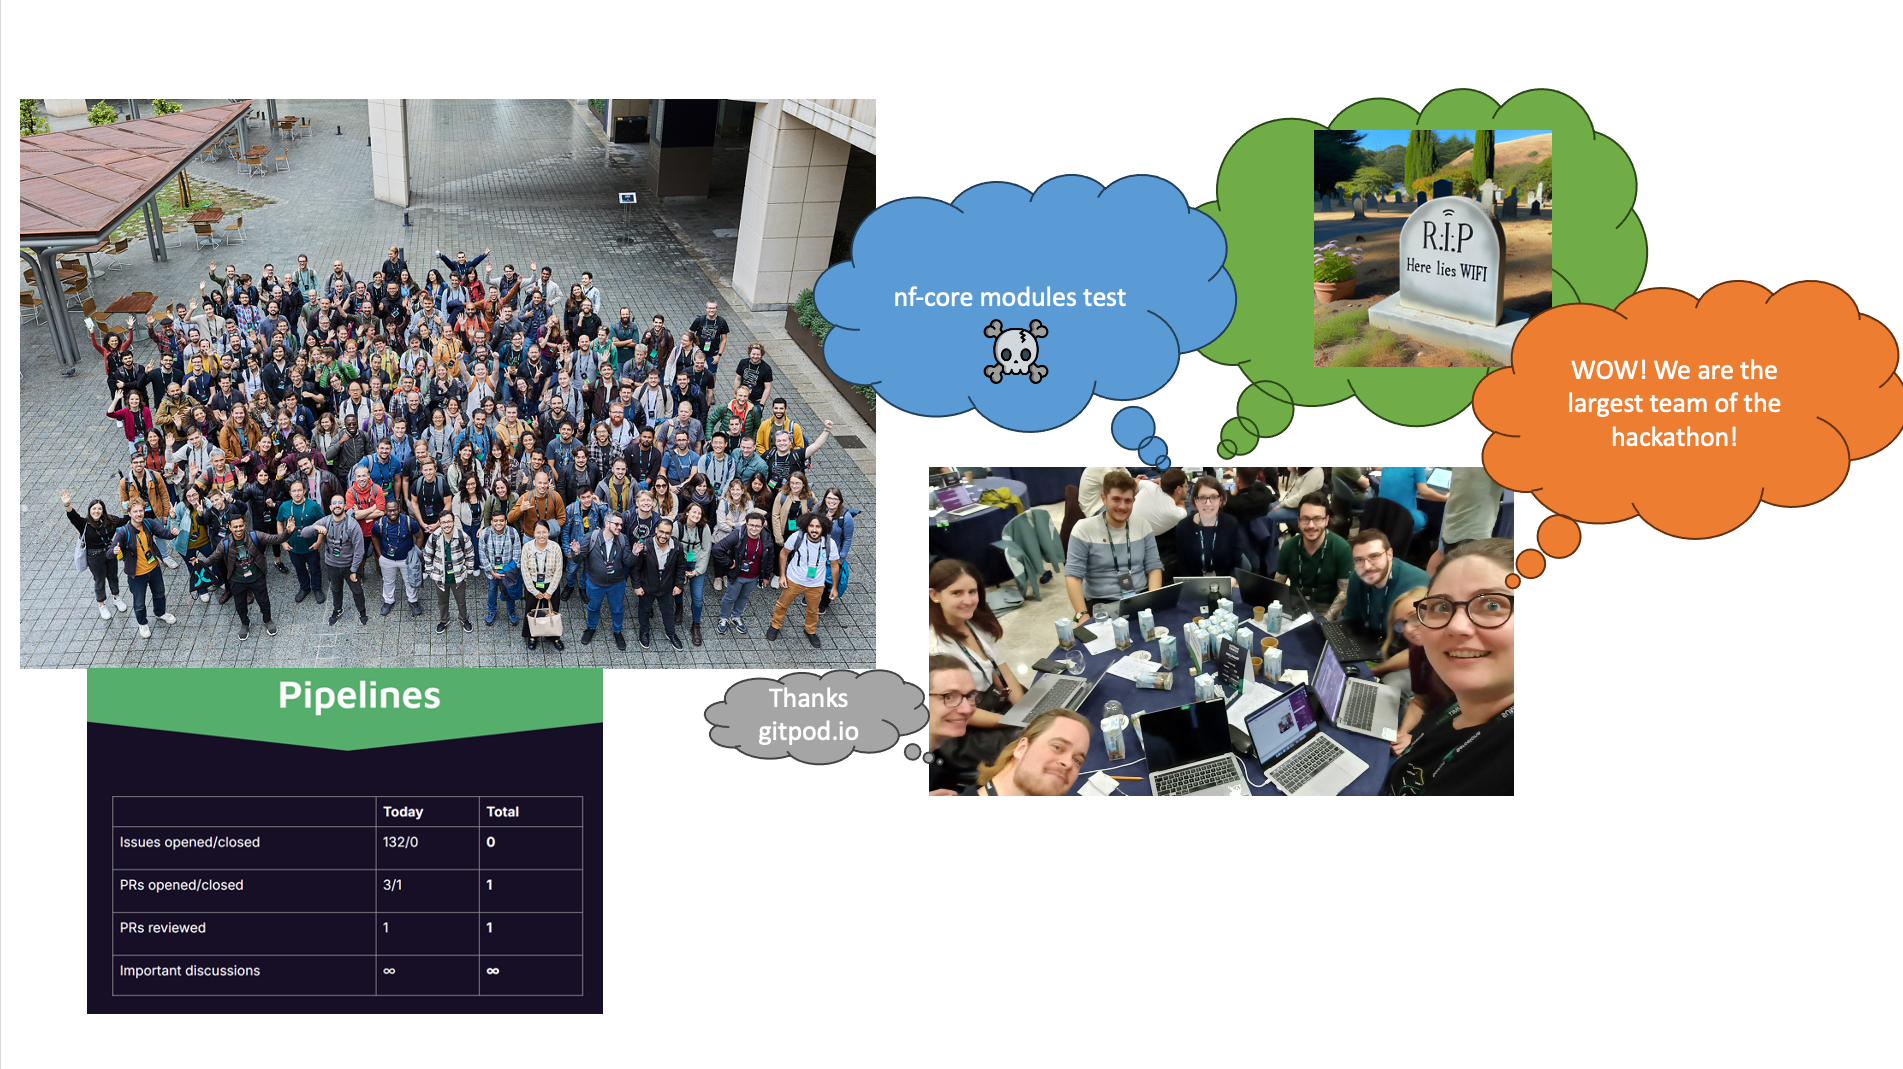 nf-core modules test
R.I.P
Here lies WIFI
WOW! We are the
largest team of the
hackathon!
Thanks
gitpod.io
Pipelines
Today Total
Issues opened/closed 132/0 0
PRs opened/closed 3/1 1
PRs reviewed 1 1
Important discussions ∞ ∞